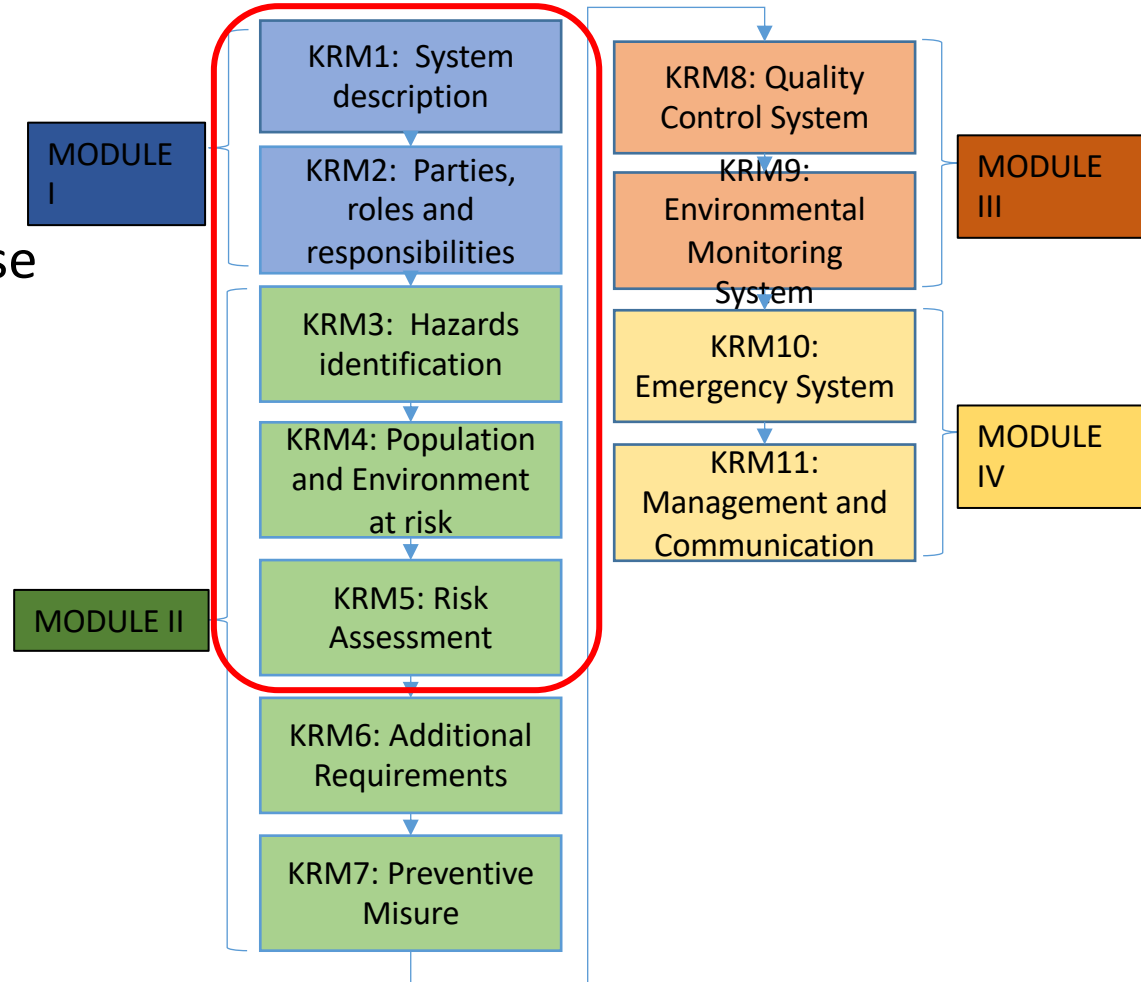 MODULE
I
se
MODULE II
KRM1: System
description
KRM2: Parties,
roles and
responsibilities
KRM3: Hazards
identification
KRM4: Population
and Environment
at risk
KRM5: Risk
Assessment
KRM6: Additional
Requirements
KRM7: Preventive
Misure
KRM8: Quality
Control System
KRM9:
Environmental
Monitoring
System
KRM10:
Emergency System
KRM11:
Management and
Communication
MODULE
III
MODULE
IV